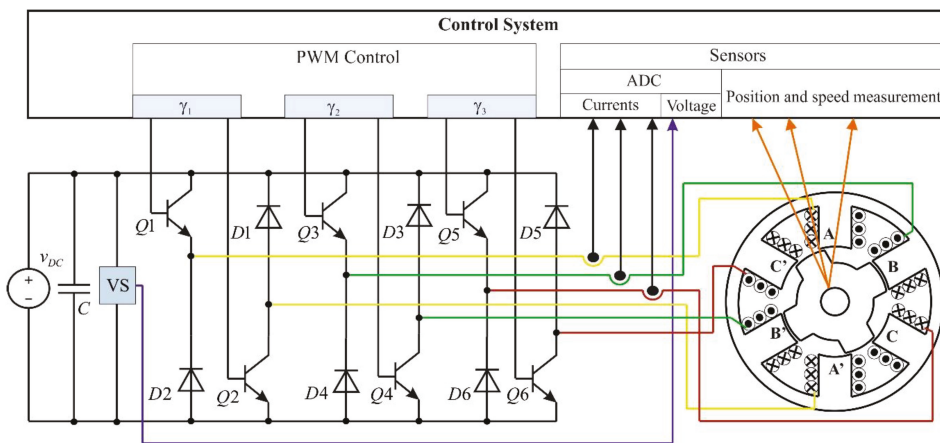 Control System
PWM Control
Sensors
ADC
Currents
Voltage
Position and speed measurement
γ₁
γ₂
γ₃
Q1
D1
Q3
D3
Q5
D5
v_DC
+
−
C
VS
D2
Q2
D4
Q4
D6
Q6
A
B
C'
B'
C
A'